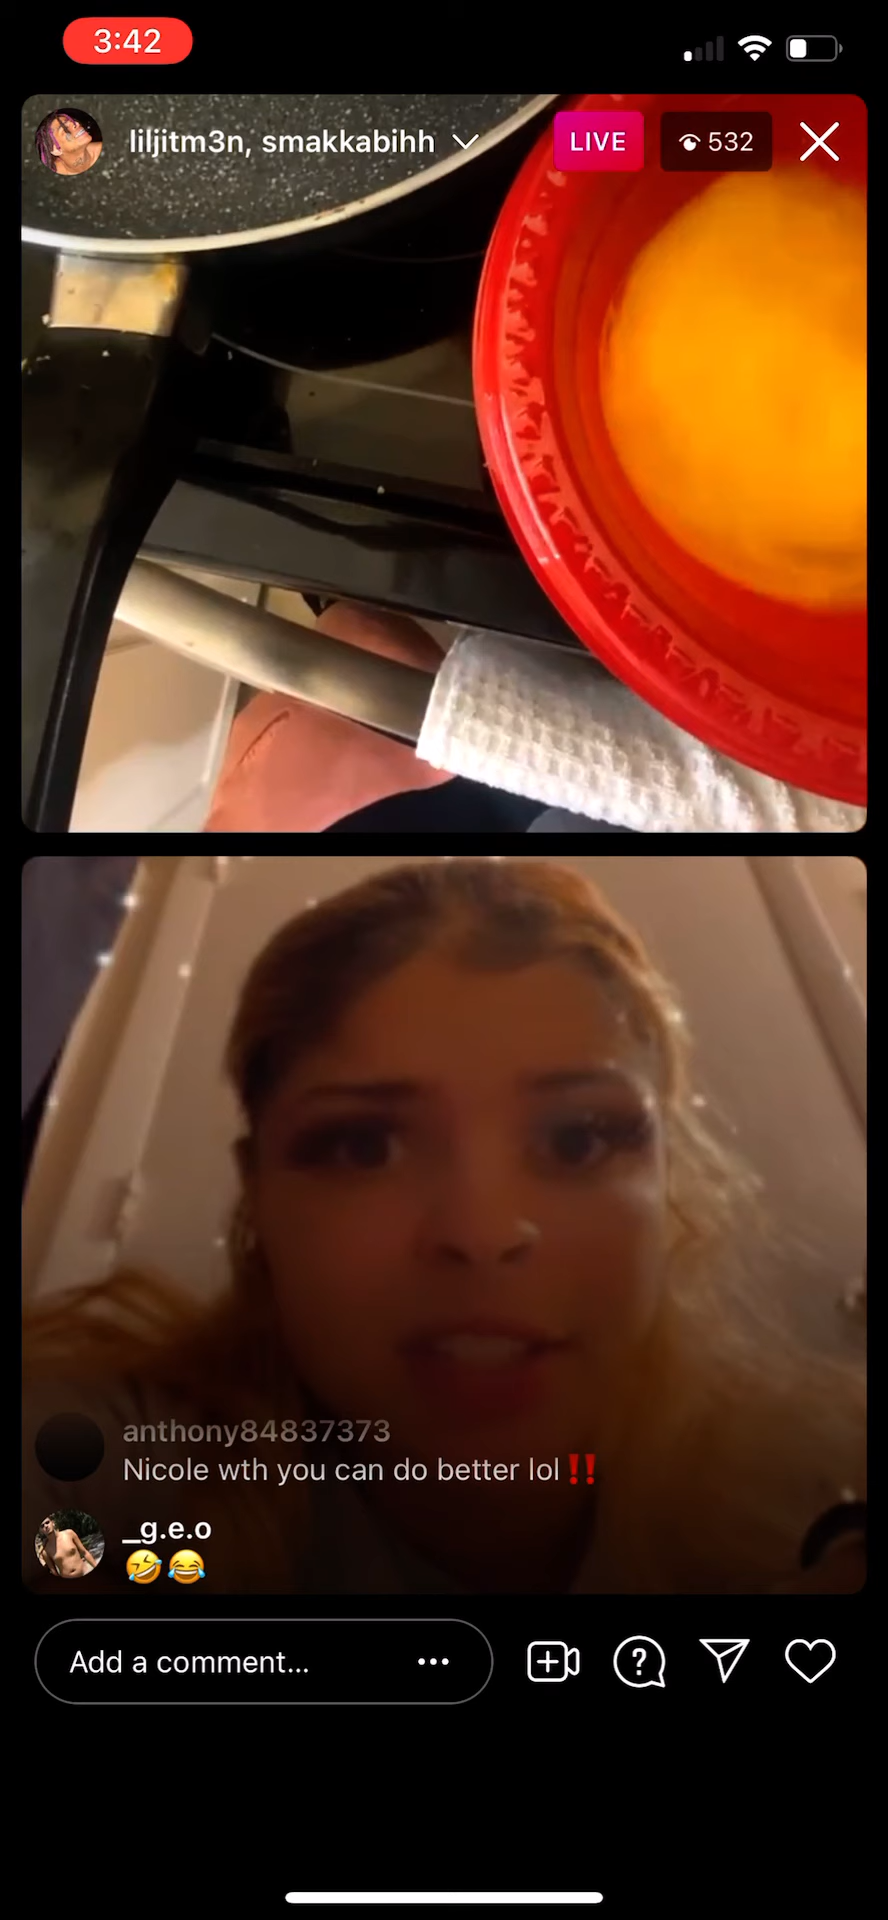 3:42
liljitm3n, smakkabihh
LIVE
532
anthony84837373
Nicole wth you can do better lol‼️
_g.e.o
🤣😂
Add a comment...